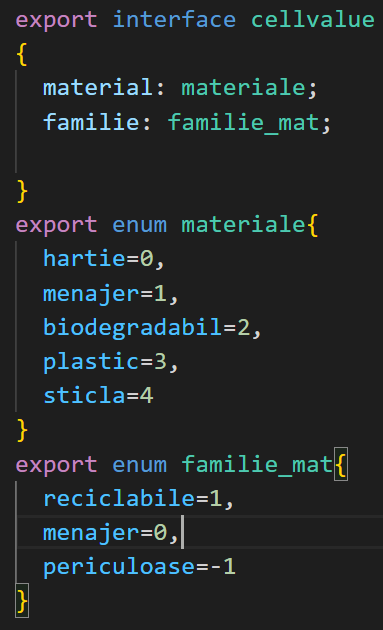 export interface cellvalue
{
  material: materiale;
  familie: familie_mat;
}
export enum materiale{
  hartie=0,
  menajer=1,
  biodegradabil=2,
  plastic=3,
  sticla=4
}
export enum familie_mat{
  reciclabile=1,
  menajer=0,
  periculoase=-1
}